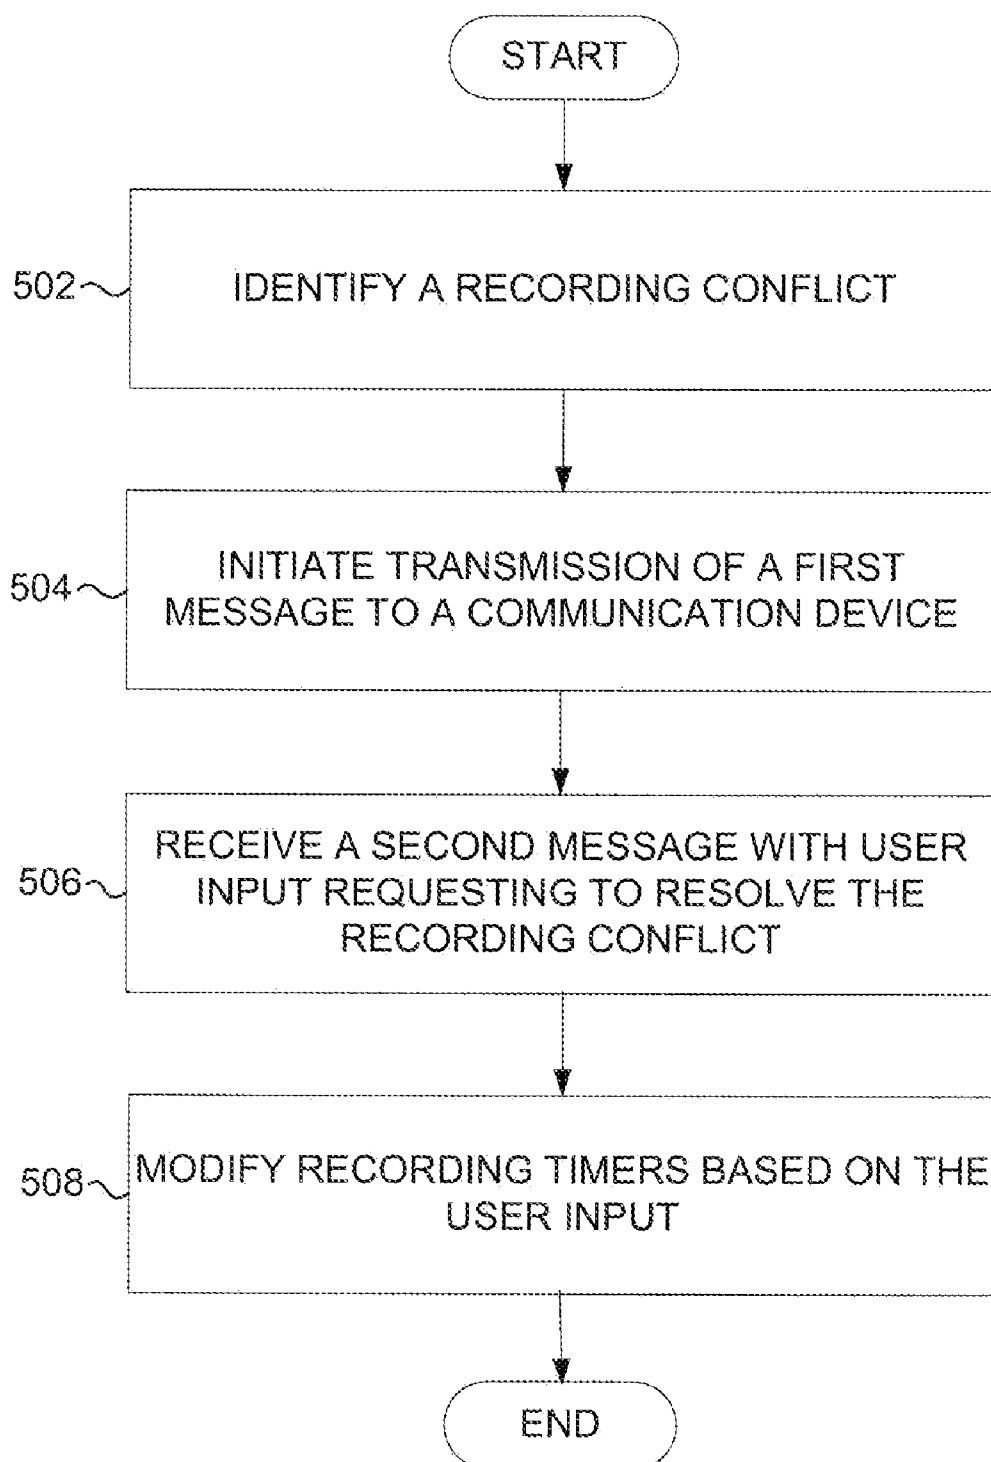 START
502
IDENTIFY A RECORDING CONFLICT
504
INITIATE TRANSMISSION OF A FIRST
MESSAGE TO A COMMUNICATION DEVICE
506
RECEIVE A SECOND MESSAGE WITH USER
INPUT REQUESTING TO RESOLVE THE
RECORDING CONFLICT
508
MODIFY RECORDING TIMERS BASED ON THE
USER INPUT
END